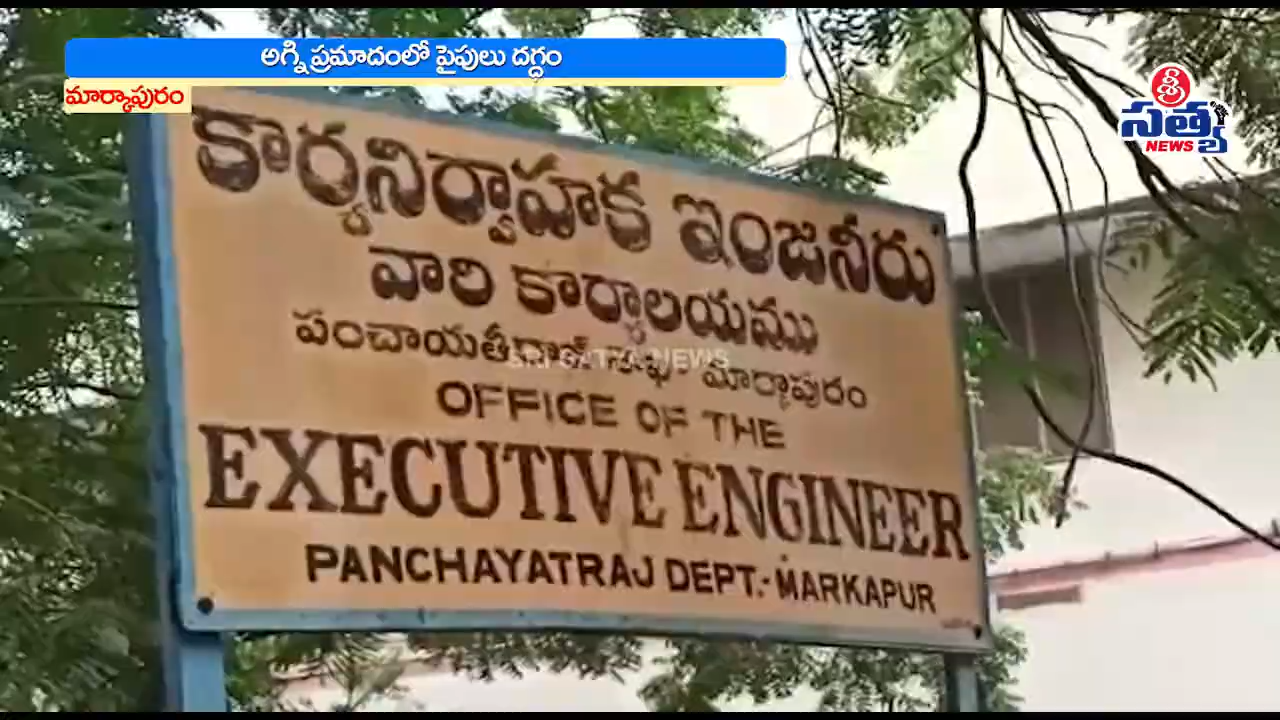 అగ్ని ప్రమాదంలో పైపులు దగ్ధం
మార్కాపురం
శ్రీ
సత్య
NEWS
కార్యనిర్వాహక ఇంజనీరు
వారి కార్యాలయము
పంచాయతీరాజ్ శాఖ - మార్కాపురం
SRI SATYA NEWS
OFFICE OF THE
EXECUTIVE ENGINEER
PANCHAYATRAJ DEPT.- MARKAPUR